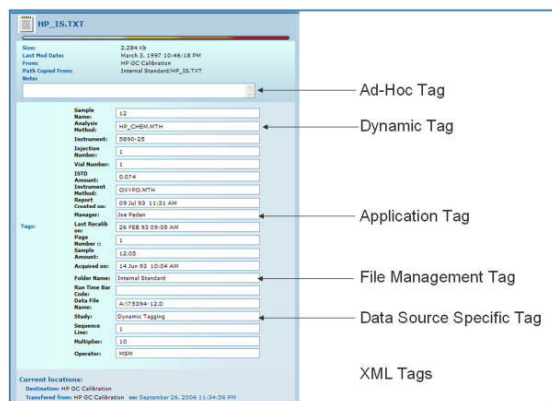 HP_IS.TXT
Size: 2.284 kb
Last Mod Date: March 3, 1997 10:46:18 PM
From: HP GC Calibration
Path Copied From: Internal Standard/HP_IS.TXT
Note:
Ad-Hoc Tag
Sample Name: 12
Analysis Method: HP_CHEM.MTH
Dynamic Tag
Instrument: 5890-25
Injection Number: 1
Vial Number: 1
ISTD Amount: 0.074
Instrument Method: OXYPO.MTH
Report Created on: 09 Jul 93 11:31 AM
Manager: Joe Padan
Application Tag
Tags:
Last Recalib on: 26 FEB 93 09:05 AM
Page Number :: 1
Sample Amount: 12.05
Acquired on: 14 Jun 93 10:04 AM
Folder Name: Internal Standard
File Management Tag
Run Time Bar Code:
Data File Name: A:\75394-12.D
Study: Dynamic Tagging
Data Source Specific Tag
Sequence Line: 1
Multiplier: 10
Operator: MSM
XML Tags
Current locations:
Destination: HP GC Calibration
Transfered from: HP GC Calibration on: September 26, 2006 11:34:56 PM